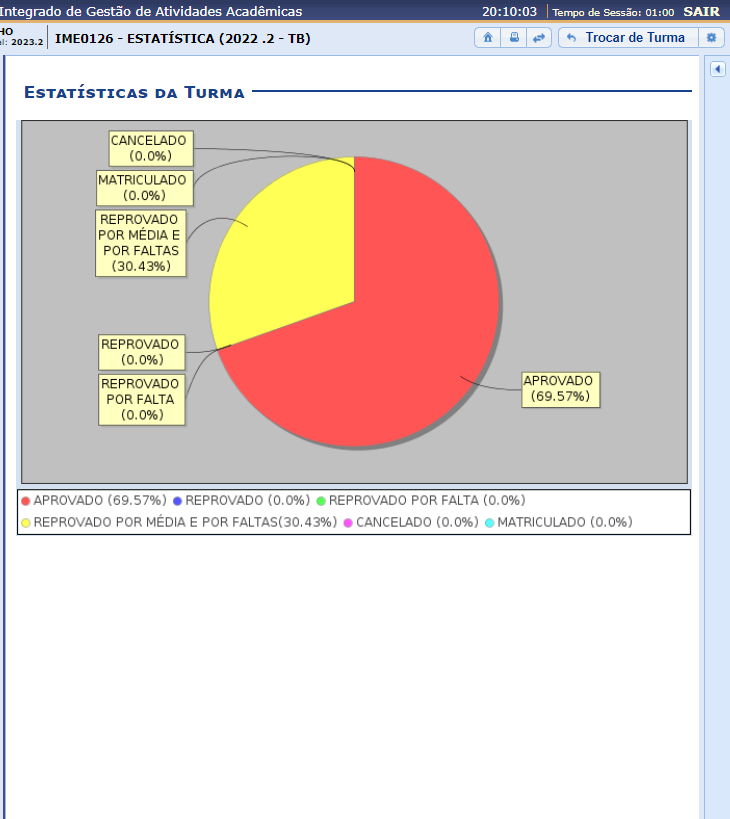 Integrado de Gestão de Atividades Acadêmicas 20:10:03 Tempo de Sessão: 01:00 SAIR
HO
el: 2023.2 IME0126 - ESTATÍSTICA (2022 .2 - TB) Trocar de Turma
ESTATÍSTICAS DA TURMA
CANCELADO
(0.0%)
MATRICULADO
(0.0%)
REPROVADO
POR MÉDIA E
POR FALTAS
(30.43%)
REPROVADO
(0.0%)
REPROVADO
POR FALTA
(0.0%)
APROVADO
(69.57%)
APROVADO (69.57%) REPROVADO (0.0%) REPROVADO POR FALTA (0.0%)
REPROVADO POR MÉDIA E POR FALTAS(30.43%) CANCELADO (0.0%) MATRICULADO (0.0%)